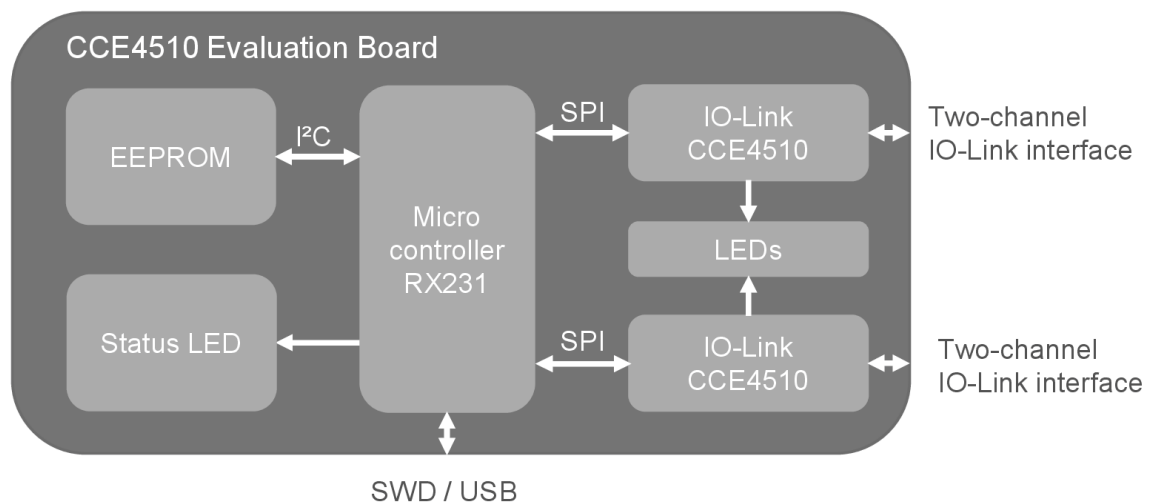 CCE4510 Evaluation Board
EEPROM
I²C
Micro
controller
RX231
Status LED
SPI
IO-Link
CCE4510
Two-channel
IO-Link interface
LEDs
SPI
IO-Link
CCE4510
Two-channel
IO-Link interface
SWD / USB